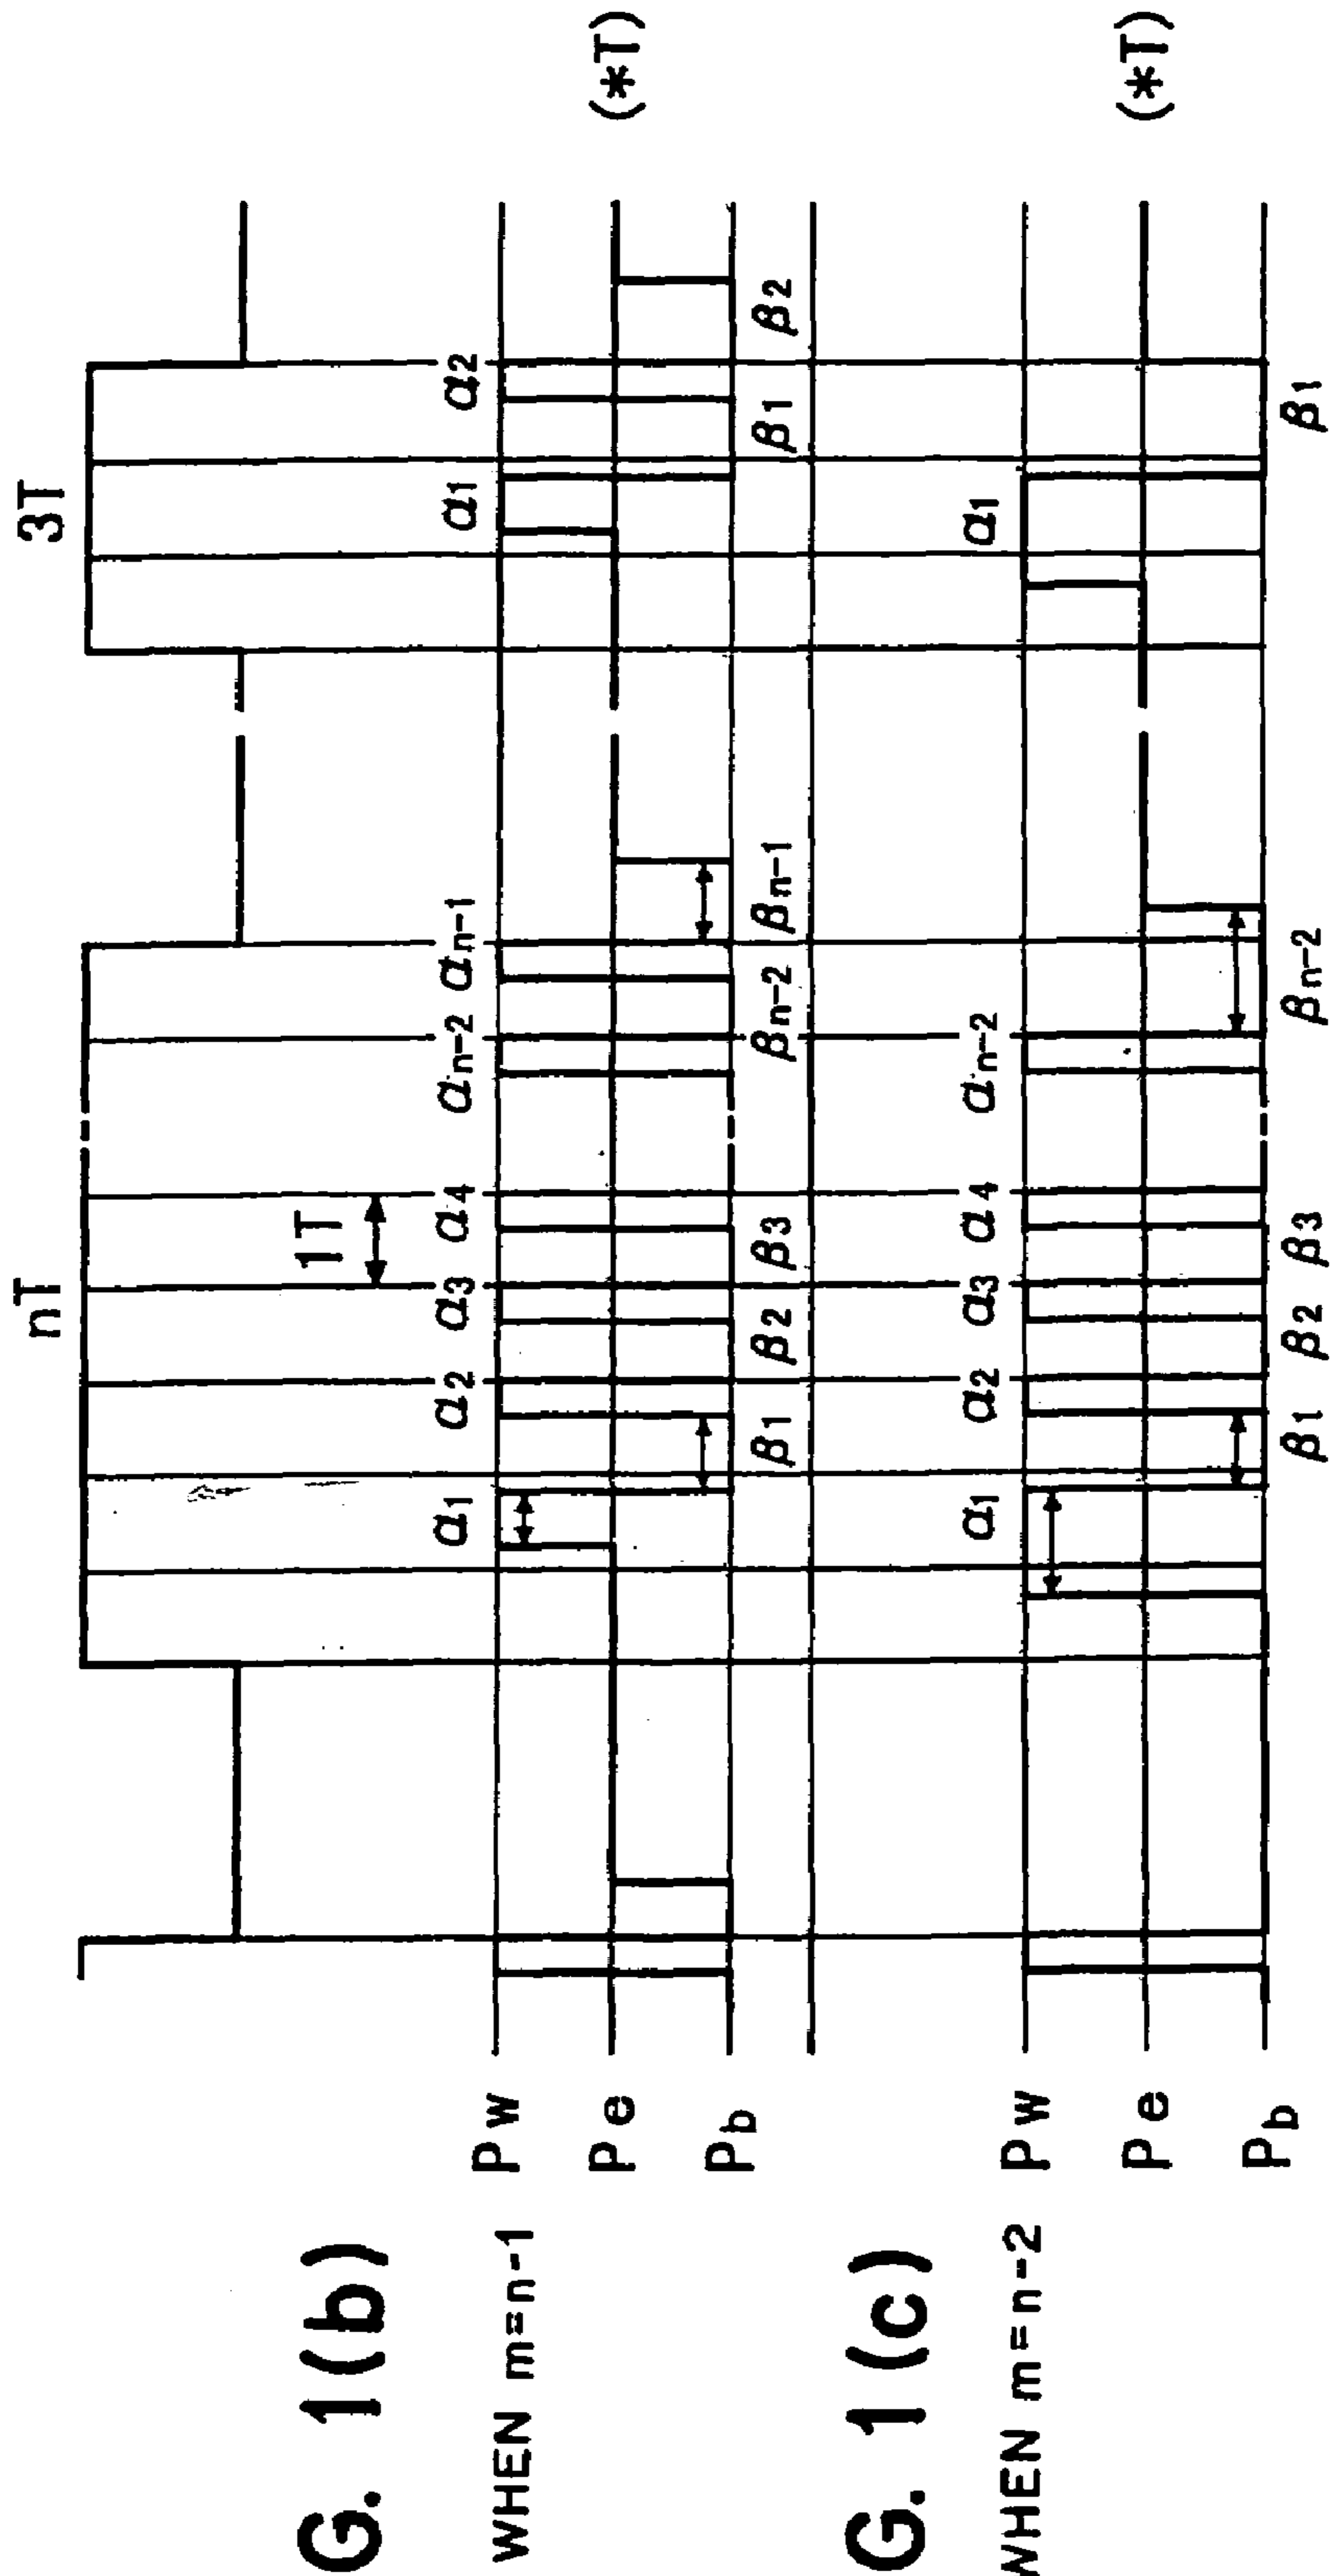 nT
3T
1T
G. 1(b)
WHEN m=n-1
Pw
Pe
Pb
α1 α2 α3 α4 αn-2 αn-1 α1 α2
β1 β2 β3 βn-2 βn-1 β1 β2
(*T)
G. 1(c)
WHEN m=n-2
Pw
Pe
Pb
α1 α2 α3 α4 αn-2 α1
β1 β2 β3 βn-2 β1
(*T)